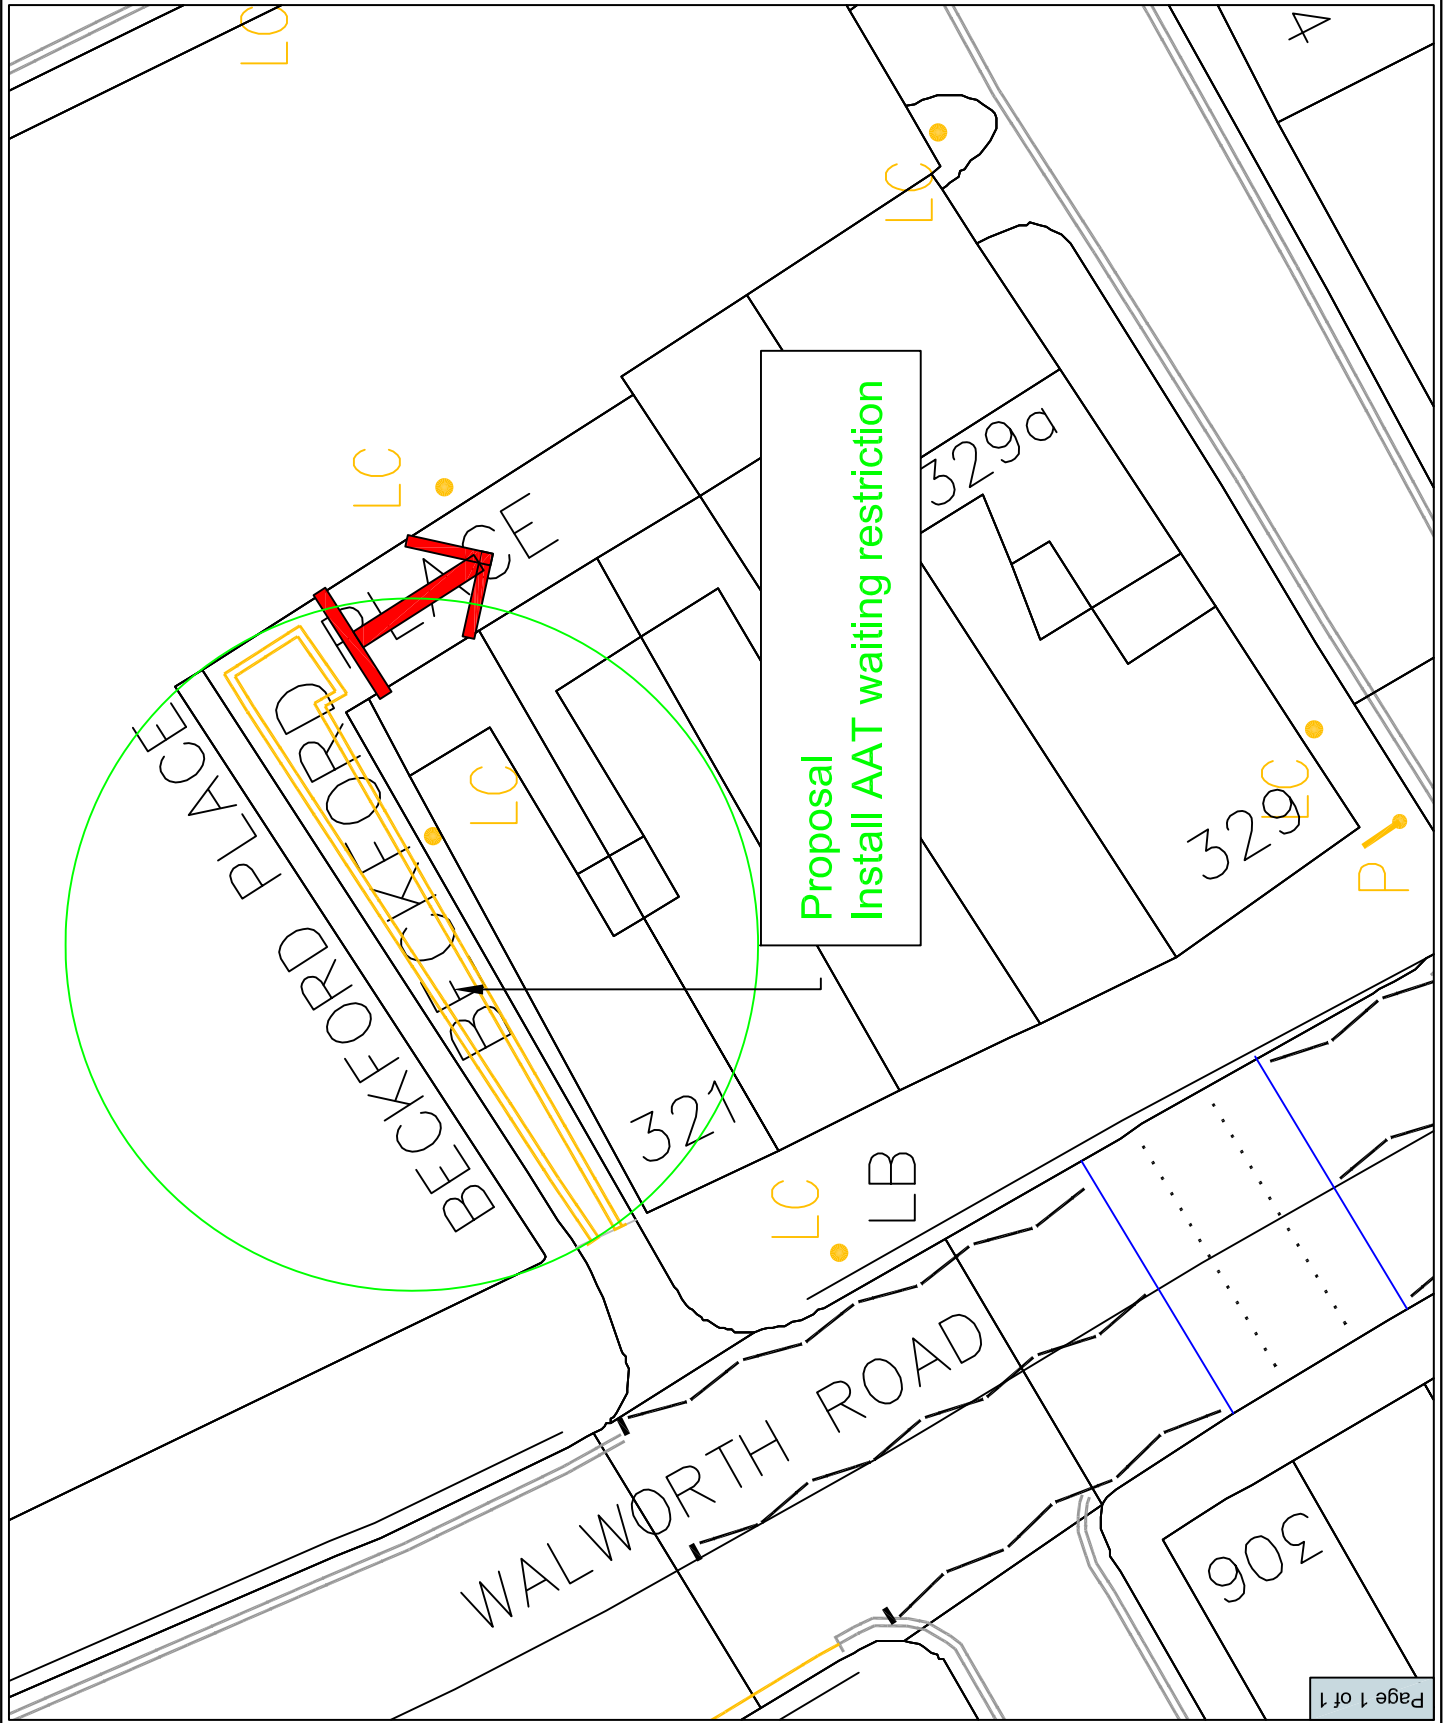 LC
4
LC
LC
PLACE
329a
BECKFORD PLACE
BECKFORD
LC
Proposal
Install AAT waiting restriction
LC
329
P
321
LC
LB
WALWORTH ROAD
306
Page 1 of 1